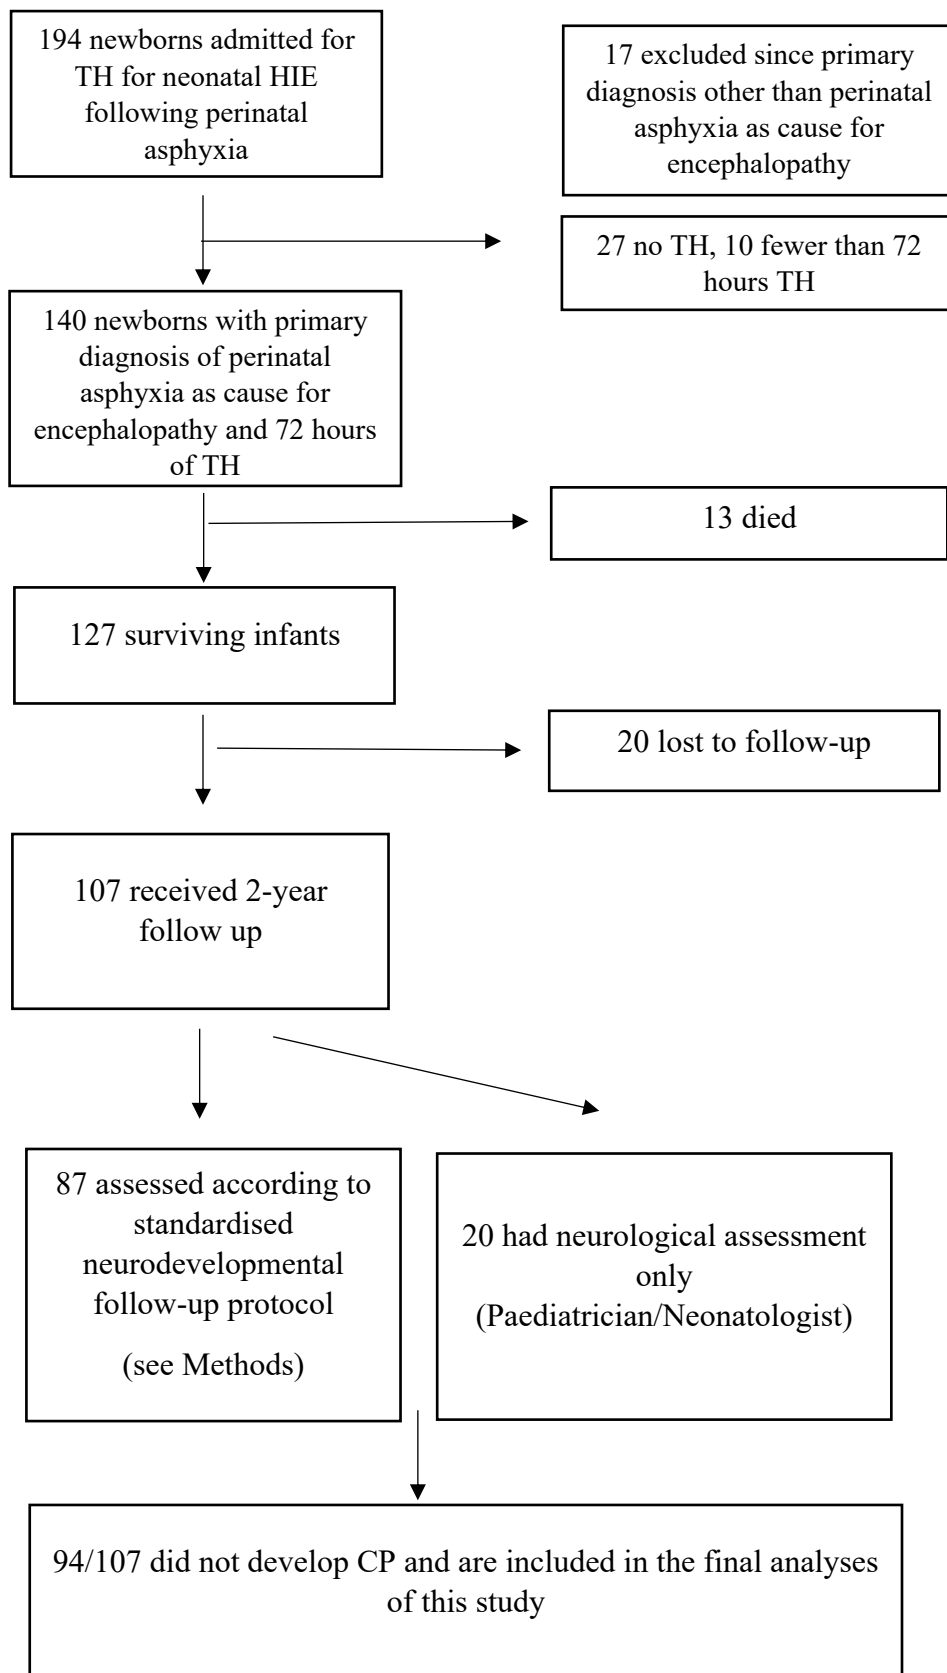 194 newborns admitted for
TH for neonatal HIE
following perinatal
asphyxia
17 excluded since primary
diagnosis other than perinatal
asphyxia as cause for
encephalopathy
27 no TH, 10 fewer than 72
hours TH
140 newborns with primary
diagnosis of perinatal
asphyxia as cause for
encephalopathy and 72 hours
of TH
13 died
127 surviving infants
20 lost to follow-up
107 received 2-year
follow up
87 assessed according to
standardised
neurodevelopmental
follow-up protocol
(see Methods)
20 had neurological assessment
only
(Paediatrician/Neonatologist)
94/107 did not develop CP and are included in the final analyses
of this study